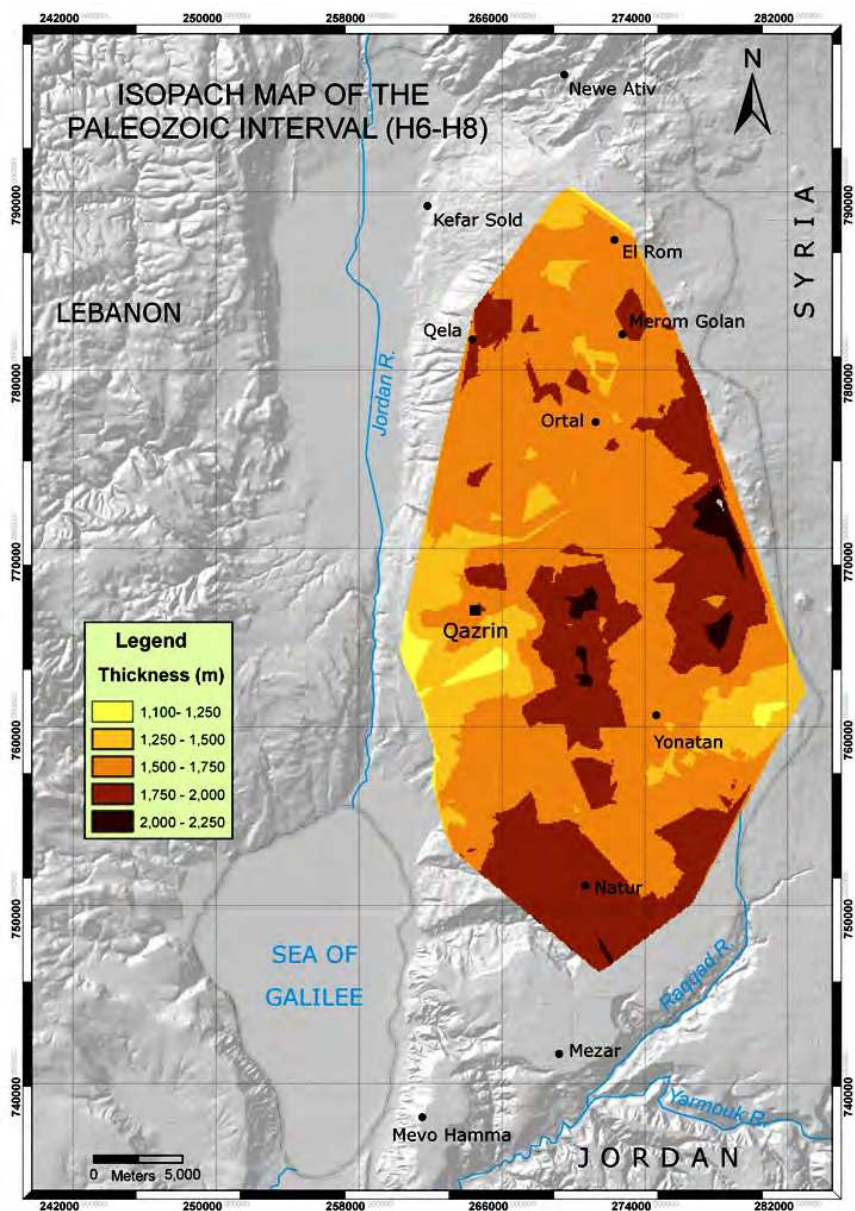 242000 250000 258000 266000 274000 282000
ISOPACH MAP OF THE
PALEOZOIC INTERVAL (H6-H8)
N
Newe Ativ
SYRIA
790000
790000
Kefar Sold
El Rom
LEBANON
Qela
Merom Golan
Jordan R.
780000
780000
Ortal
770000
770000
Qazrin
Legend
Thickness (m)
1,100- 1,250
1,250 - 1,500
1,500 - 1,750
1,750 - 2,000
2,000 - 2,250
760000
760000
Yonatan
Natur
750000
750000
SEA OF
GALILEE
Raqqad R.
Mezar
740000
740000
Yarmouk R.
Mevo Hamma
JORDAN
0 Meters 5,000
242000 250000 258000 266000 274000 282000